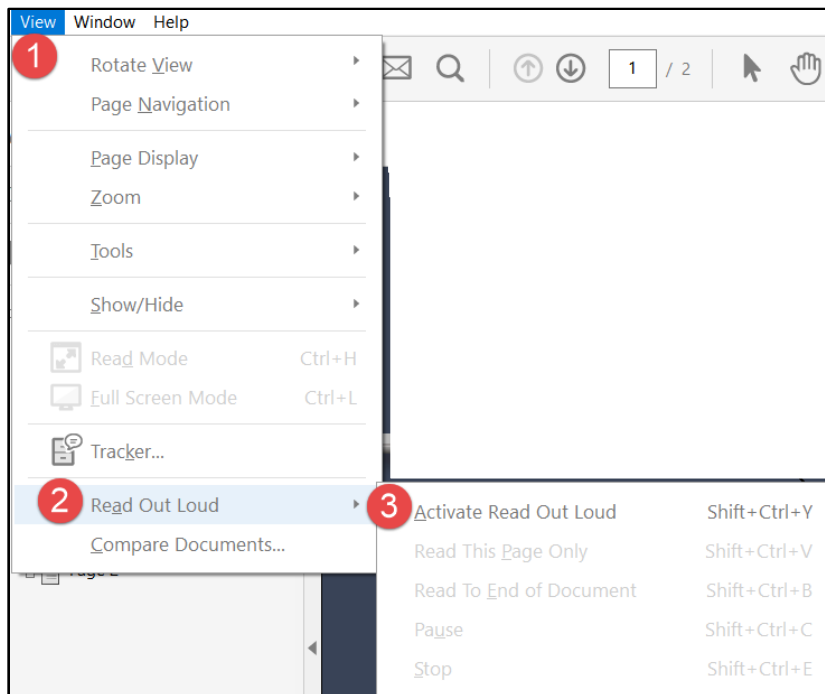 View Window Help
1
Rotate View
1 / 2
Page Navigation
Page Display
Zoom
Tools
Show/Hide
Read Mode Ctrl+H
Full Screen Mode Ctrl+L
Tracker...
2 Read Out Loud
Compare Documents...
3 Activate Read Out Loud Shift+Ctrl+Y
Read This Page Only Shift+Ctrl+V
Read To End of Document Shift+Ctrl+B
Pause Shift+Ctrl+C
Stop Shift+Ctrl+E